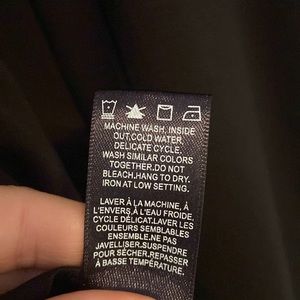 MACHINE WASH. INSIDE
OUT,COLD WATER,
DELICATE CYCLE.
WASH SIMILAR COLORS
TOGETHER.DO NOT
BLEACH.HANG TO DRY.
IRON AT LOW SETTING.
LAVER À LA MACHINE, À
L'ENVERS,À L'EAU FROIDE,
CYCLE DÉLICAT.LAVER LES
COULEURS SEMBLABLES
ENSEMBLE.NE PAS
JAVELLISER.SUSPENDRE
POUR SÉCHER.REPASSER
À BASSE TEMPÉRATURE.